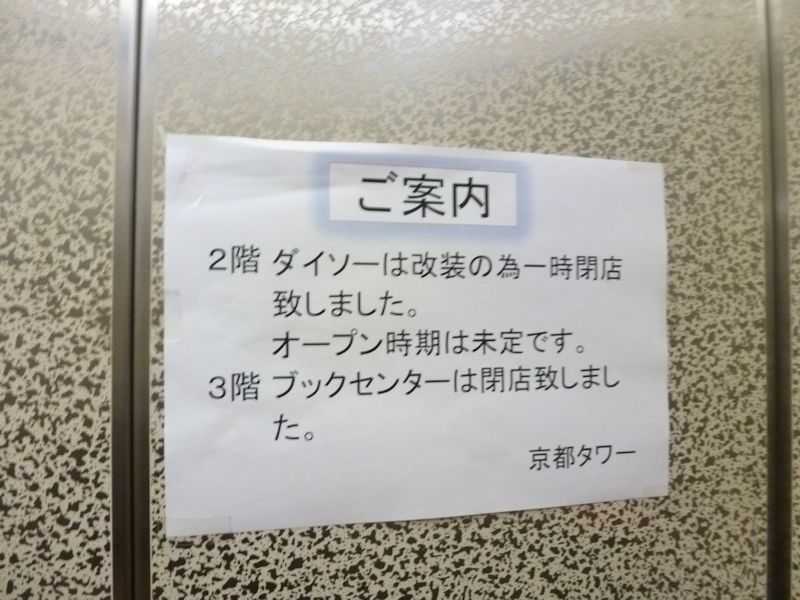 ご案内
2階 ダイソーは改装の為一時閉店
致しました。
オープン時期は未定です。
3階 ブックセンターは閉店致しまし
た。
京都タワー